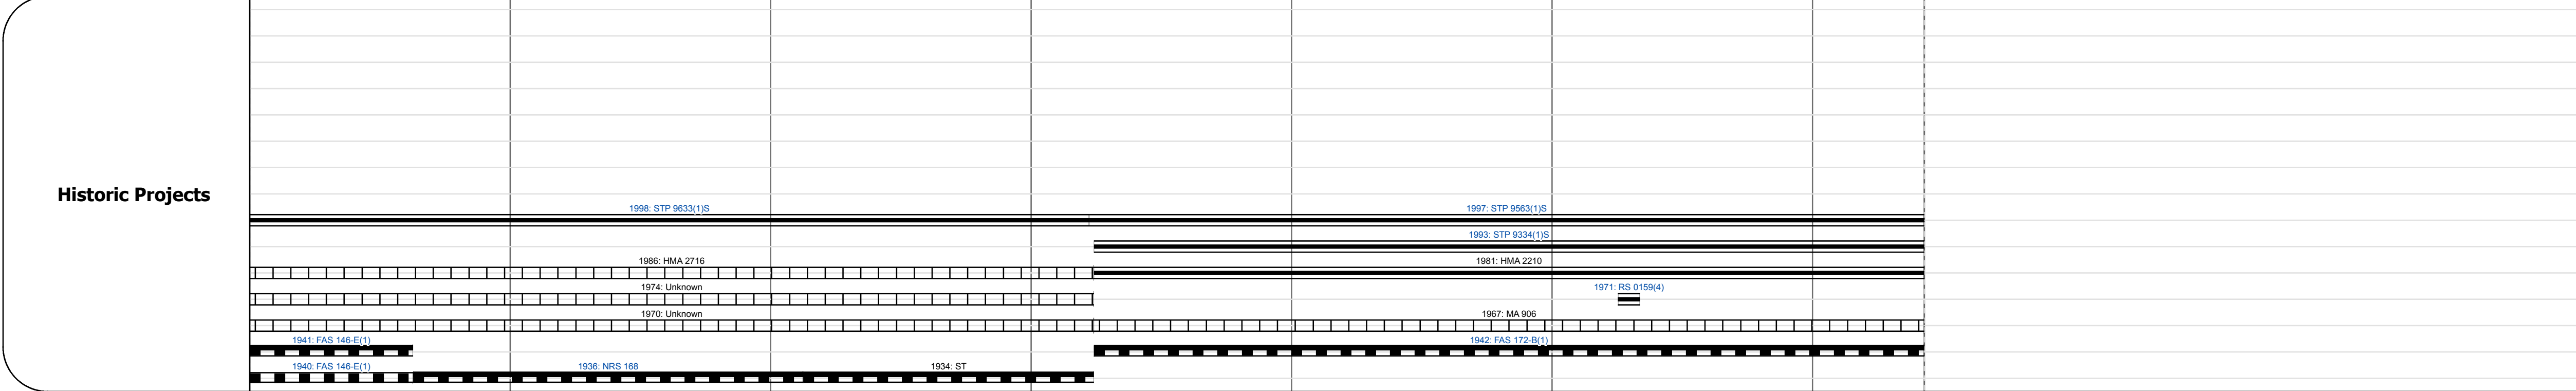 Historic Projects
1998: STP 9633(1)S
1997: STP 9563(1)S
1993: STP 9334(1)S
1986: HMA 2716
1981: HMA 2210
1974: Unknown
1971: RS 0159(4)
1970: Unknown
1967: MA 906
1941: FAS 146-E(1)
1942: FAS 172-B(1)
1940: FAS 146-E(1)
1936: NRS 168
1934: ST